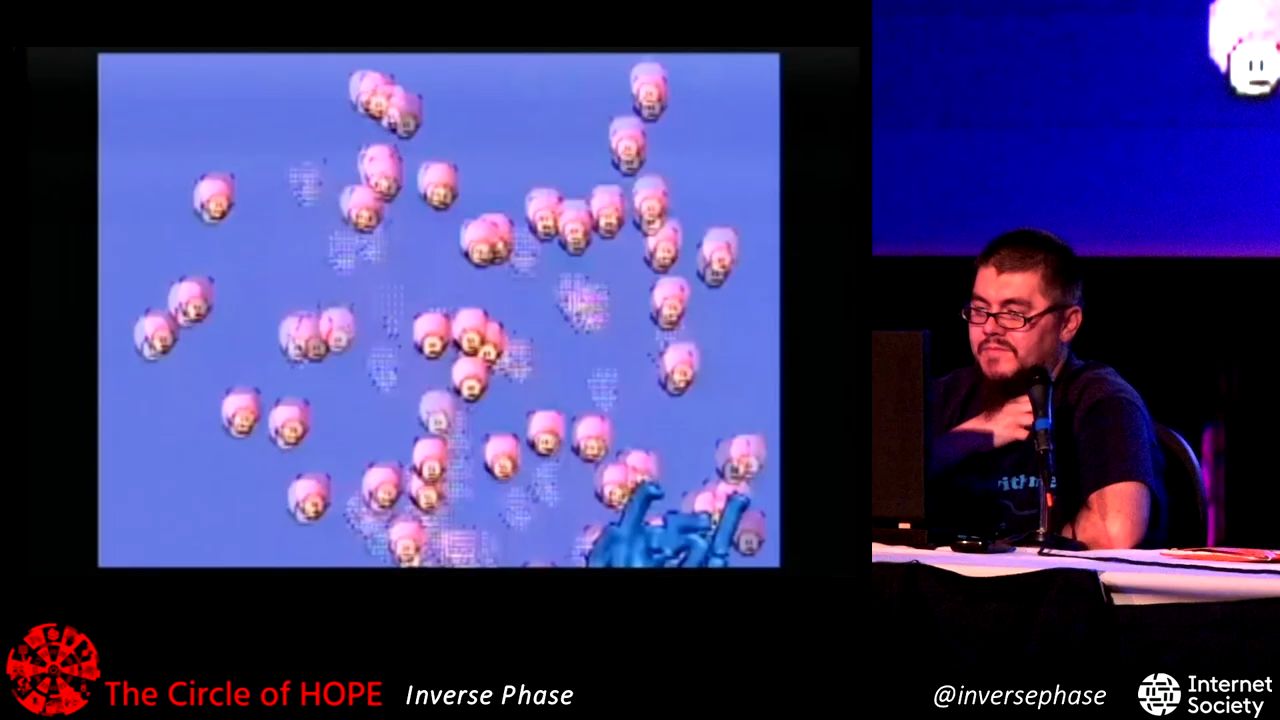 The Circle of HOPE
Inverse Phase
@inversephase
Internet
Society